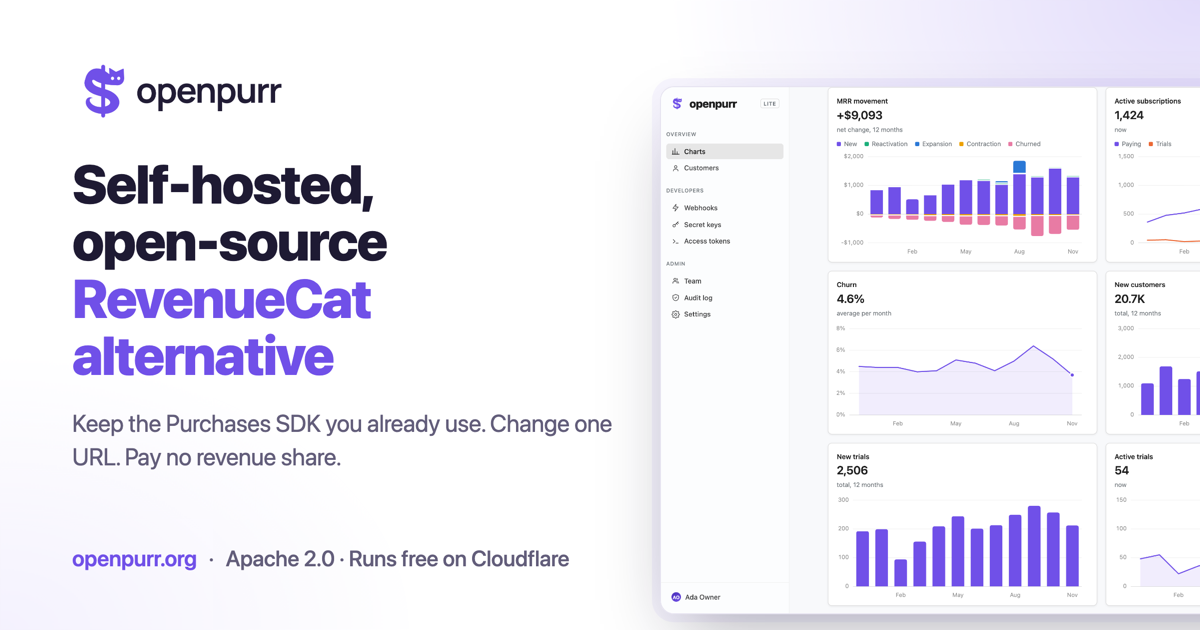 openpurr
Self-hosted,
open-source
RevenueCat
alternative
Keep the Purchases SDK you already use. Change one
URL. Pay no revenue share.
openpurr.org · Apache 2.0 · Runs free on Cloudflare
openpurr LITE
OVERVIEW
Charts
Customers
DEVELOPERS
Webhooks
Secret keys
Access tokens
ADMIN
Team
Audit log
Settings
AO Ada Owner
MRR movement
+$9,093
net change, 12 months
New Reactivation Expansion Contraction Churned
$2,000
$1,000
$0
-$1,000
Feb May Aug Nov
Active subscriptions
1,424
now
Paying Trials
1,500
1,000
500
0
Feb
Churn
4.6%
average per month
8%
6%
4%
2%
0%
Feb May Aug Nov
New customers
20.7K
total, 12 months
3,000
2,000
1,000
0
Feb
New trials
2,506
total, 12 months
300
200
100
0
Feb May Aug Nov
Active trials
54
now
150
100
50
0
Feb